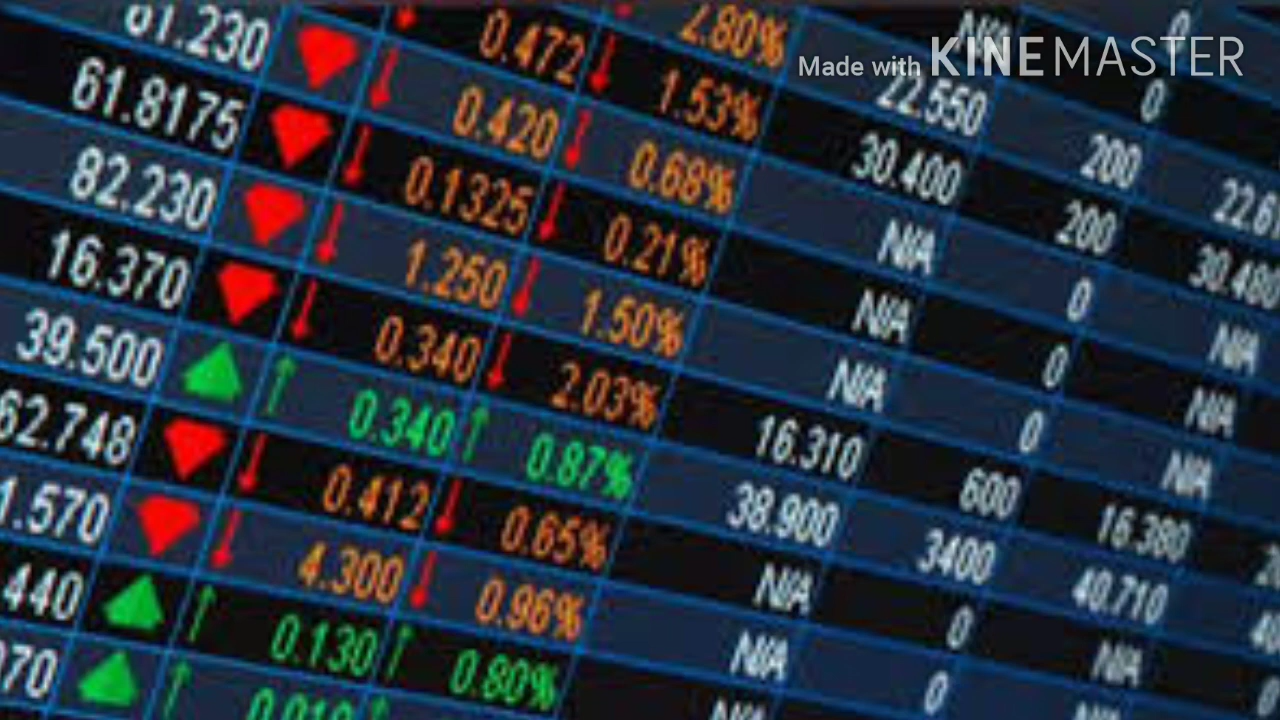 Made with KINEMASTER
0
N/A 0
2.80% 22.550 200 22.6
0.472 1.53% 30.400 200 30.480
61.230 0.420 0.68% N/A 0 N/A
61.8175 0.1325 0.21% N/A 0 N/A
82.230 1.250 1.50% N/A 0 N/A
16.370 0.340 2.03% 16.310 600 16.380
39.500 0.340 0.87% 38.900 3400 40.710
62.748 0.412 0.65% N/A 0 N/A
1.570 4.300 0.96% N/A 0 N/A
440 0.130 0.80% N/A
70